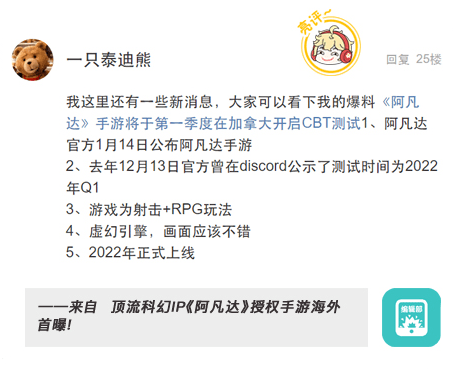 亮评~
一只泰迪熊
回复 25楼
我这里还有一些新消息，大家可以看下我的爆料《阿凡
达》手游将于第一季度在加拿大开启CBT测试1、阿凡达
官方1月14日公布阿凡达手游
2、去年12月13日官方曾在discord公示了测试时间为2022
年Q1
3、游戏为射击+RPG玩法
4、虚幻引擎，画面应该不错
5、2022年正式上线
——来自 顶流科幻IP《阿凡达》授权手游海外
首曝!
编辑部